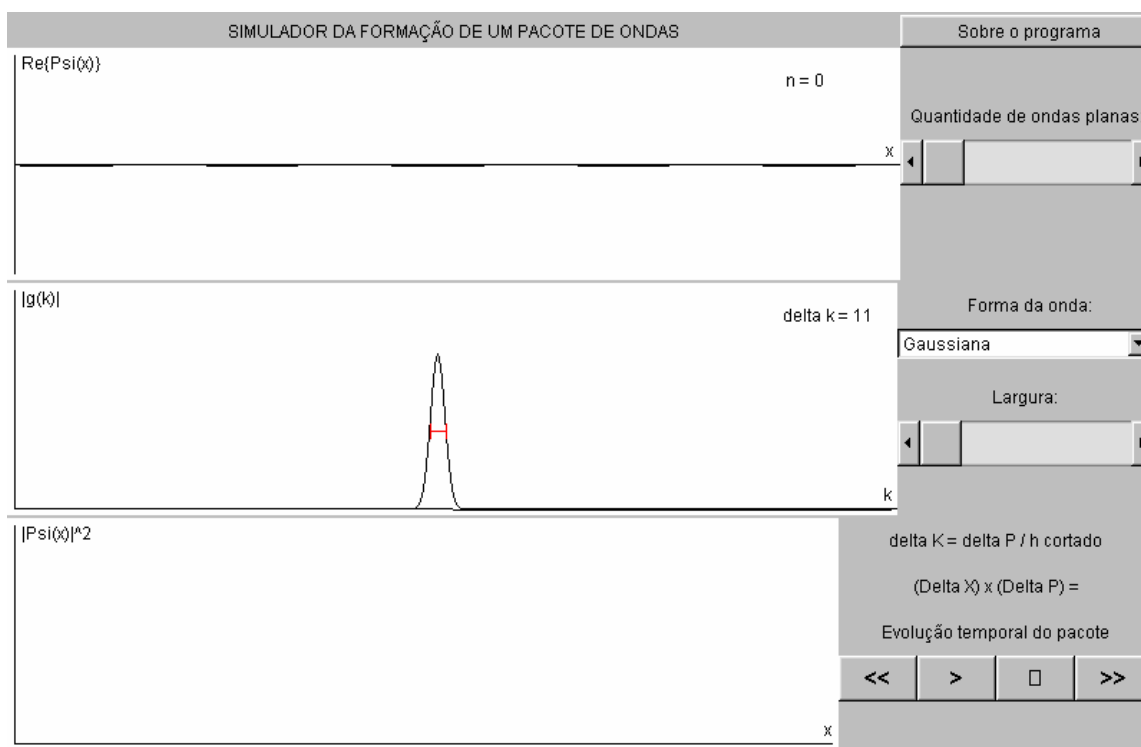 SIMULADOR DA FORMAÇÃO DE UM PACOTE DE ONDAS
Sobre o programa
Re{Psi(x)}
n = 0
x
Quantidade de ondas planas
|g(k)|
delta k = 11
k
Forma da onda:
Gaussiana
Largura:
|Psi(x)|^2
x
delta K = delta P / h cortado
(Delta X) x (Delta P) =
Evolução temporal do pacote
<< > >>